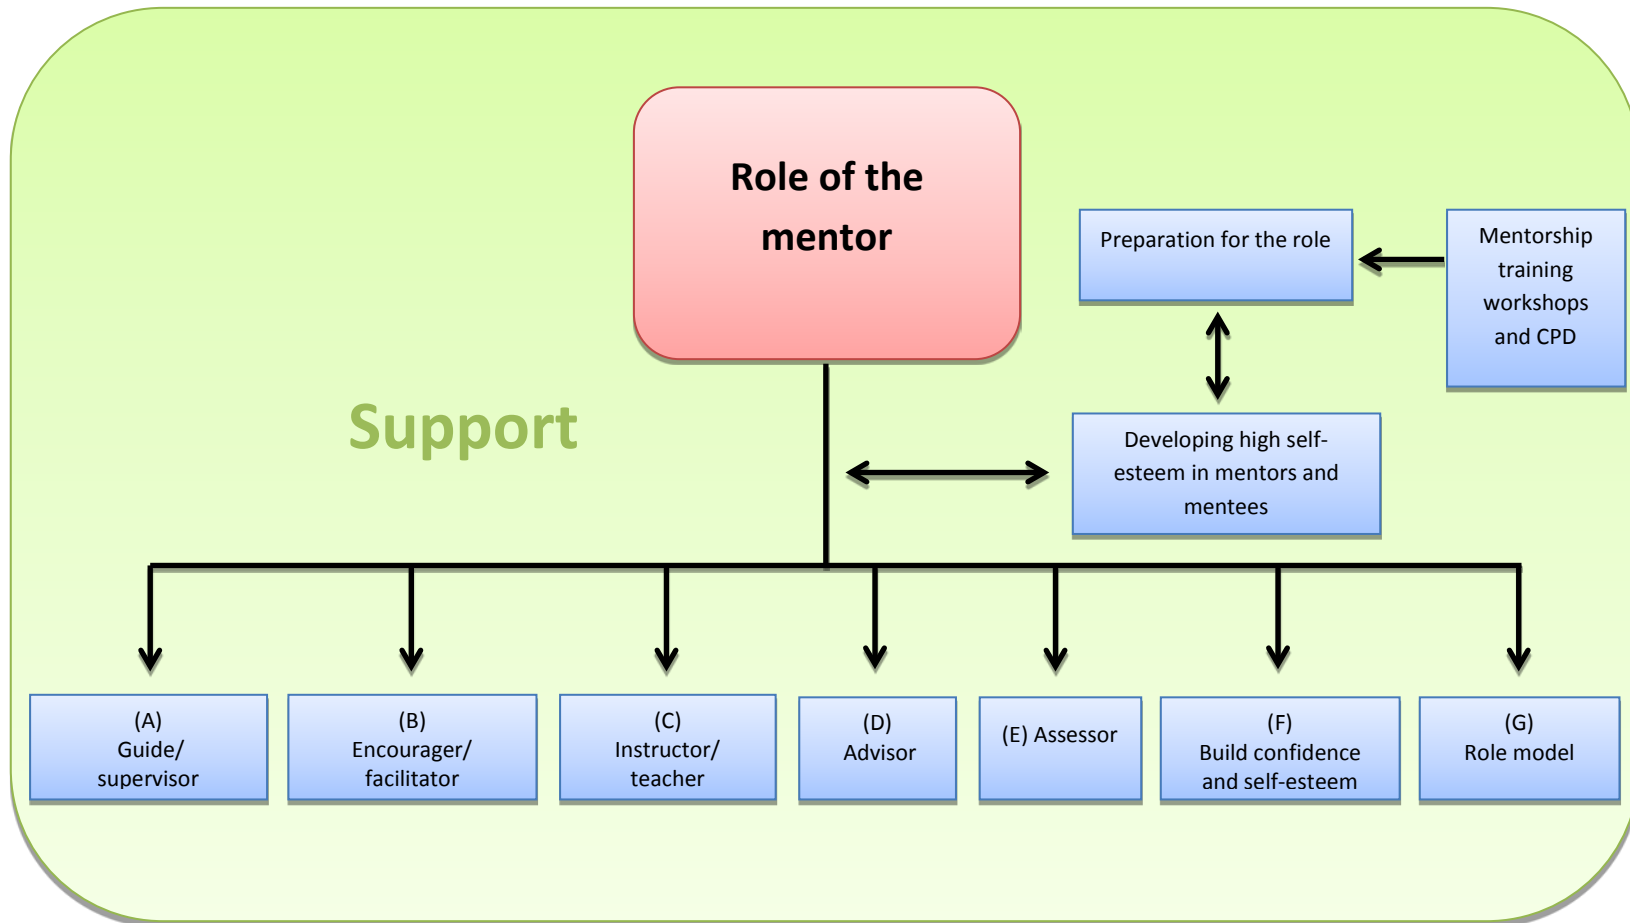 Role of the
mentor
Preparation for the role
Mentorship
training
workshops
and CPD
Support
Developing high self-
esteem in mentors and
mentees
(A)
Guide/
supervisor
(B)
Encourager/
facilitator
(C)
Instructor/
teacher
(D)
Advisor
(E) Assessor
(F)
Build confidence
and self-esteem
(G)
Role model